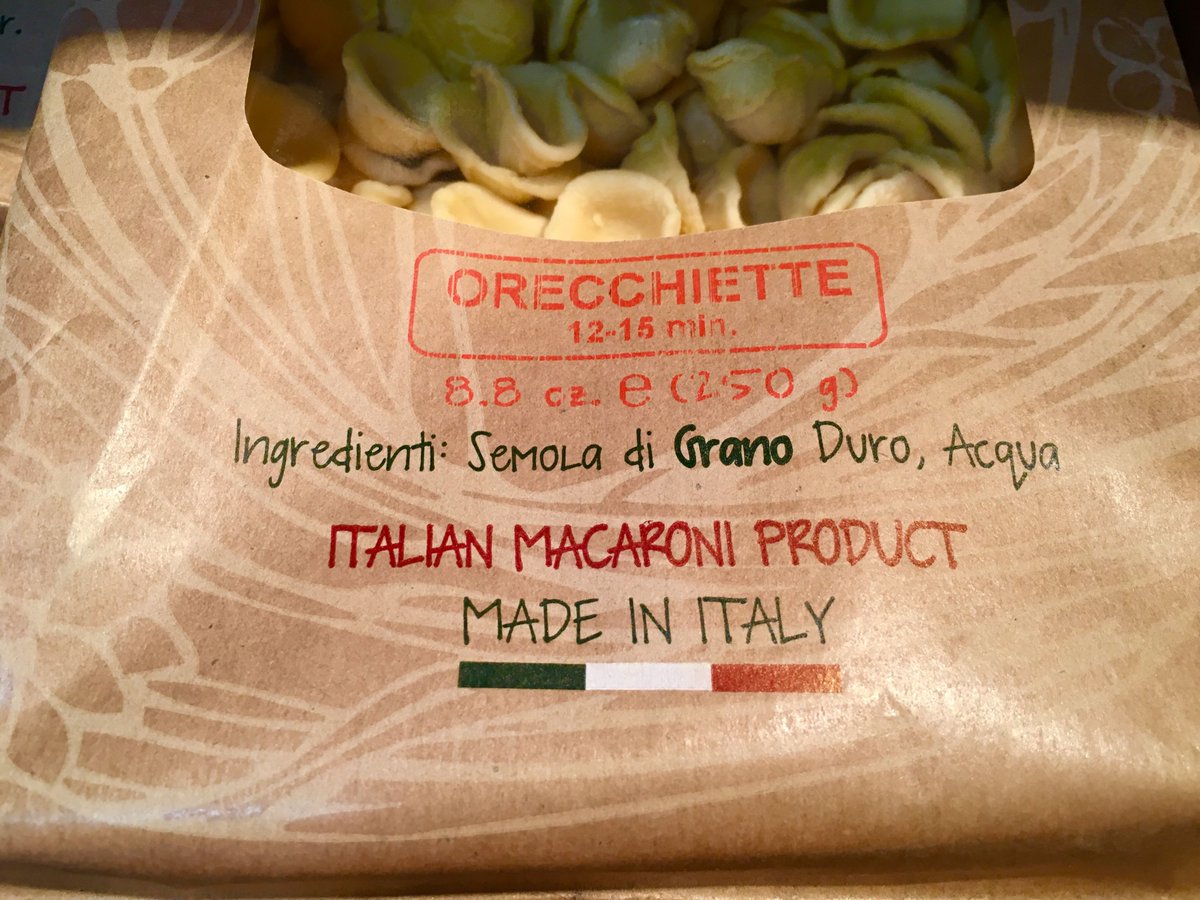 ORECCHIETTE
12-15 min.
8.8 oz. e (250 g)
Ingredienti: Semola di Grano Duro, Acqua
ITALIAN MACARONI PRODUCT
MADE IN ITALY